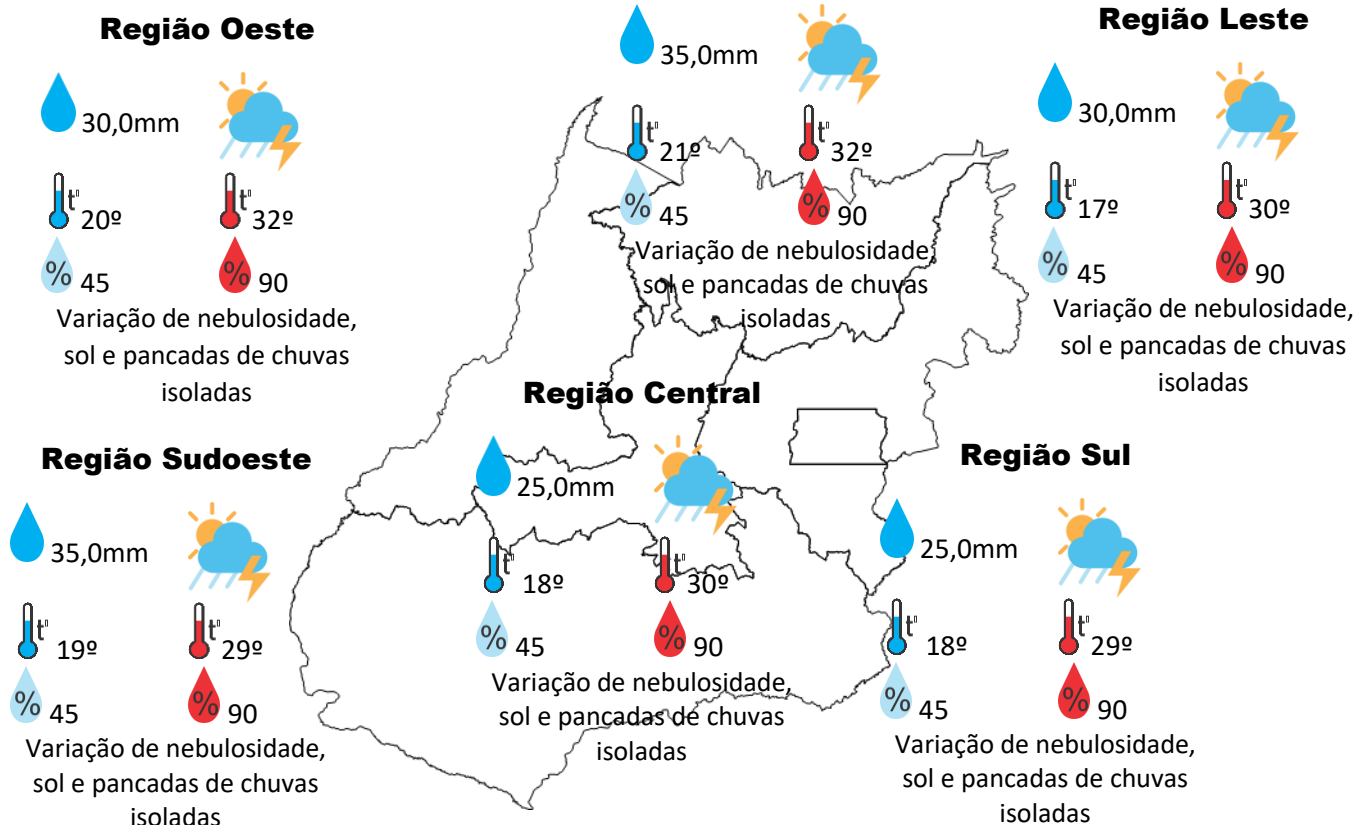 Região Oeste
30,0mm
t°
20º
t°
32º
% 45
% 90
Variação de nebulosidade,
sol e pancadas de chuvas
isoladas
35,0mm
t°
21º
t°
32º
% 45
% 90
Variação de nebulosidade,
sol e pancadas de chuvas
isoladas
Região Leste
30,0mm
t°
17º
t°
30º
% 45
% 90
Variação de nebulosidade,
sol e pancadas de chuvas
isoladas
Região Sudoeste
35,0mm
t°
19º
t°
29º
% 45
% 90
Variação de nebulosidade,
sol e pancadas de chuvas
isoladas
Região Central
25,0mm
t°
18º
t°
30º
% 45
% 90
Variação de nebulosidade,
sol e pancadas de chuvas
isoladas
Região Sul
25,0mm
t°
18º
t°
29º
% 45
% 90
Variação de nebulosidade,
sol e pancadas de chuvas
isoladas